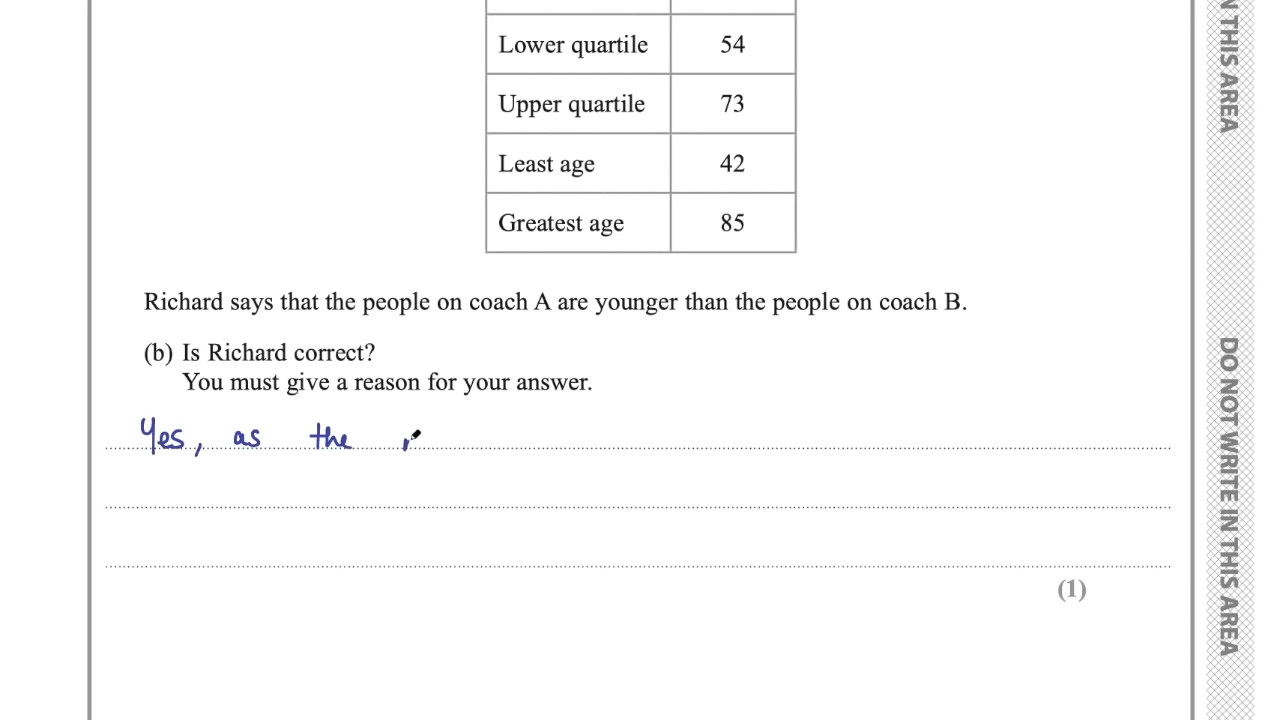 Lower quartile 54
Upper quartile 73
Least age 42
Greatest age 85
Richard says that the people on coach A are younger than the people on coach B.
(b) Is Richard correct?
You must give a reason for your answer.
Yes, as the
(1)
N THIS AREA
DO NOT WRITE IN THIS AREA